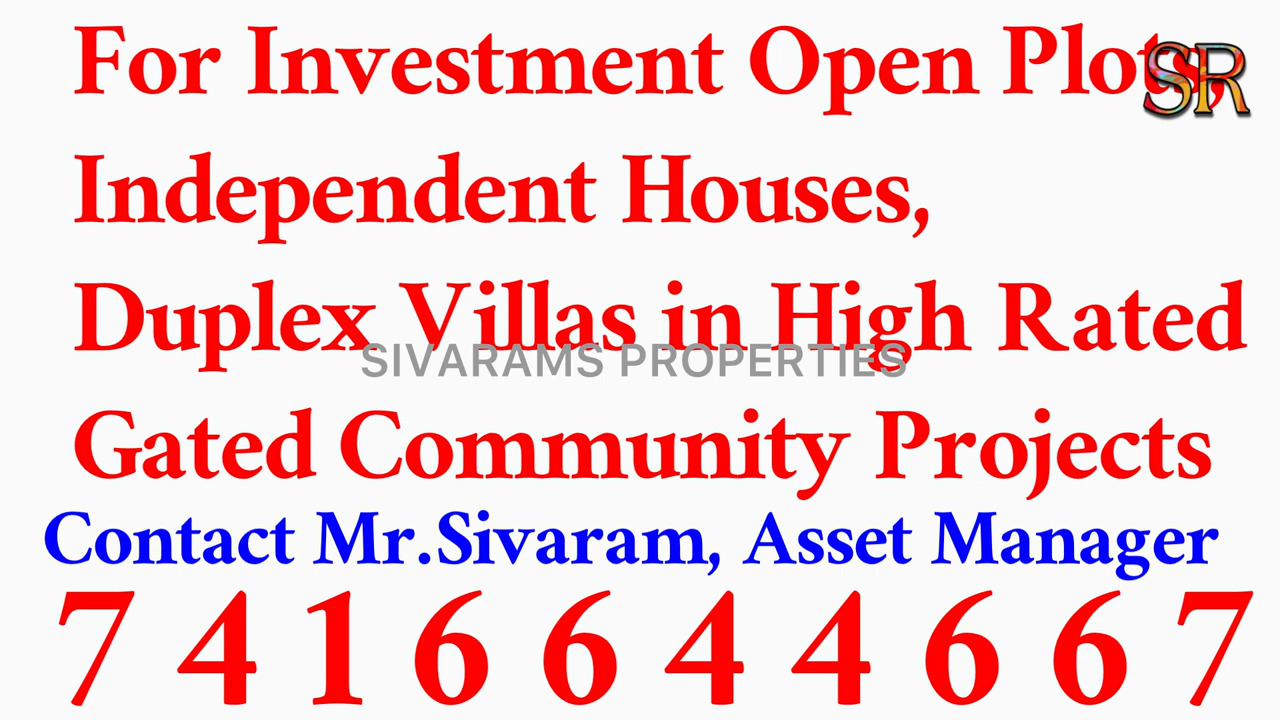 For Investment Open Plots,
SR
Independent Houses,
Duplex Villas in High Rated
SIVARAMS PROPERTIES
Gated Community Projects
Contact Mr.Sivaram, Asset Manager
7 4 1 6 6 4 4 6 6 7